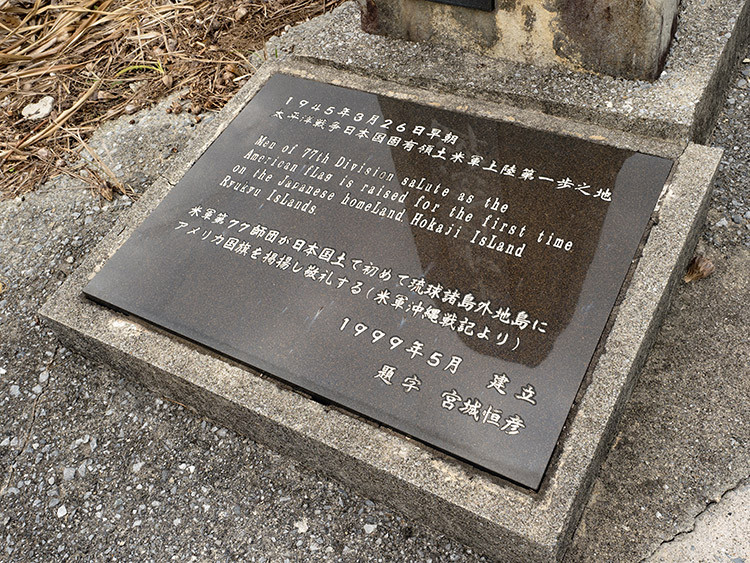 1945年3月26日早朝
太平洋戦争日本国固有領土米軍上陸第一歩之地
Men of 77th Division salute as the
American flag is raised for the first time
on the Japanese homeland Hokaji Island
Ryukyu Islands
米軍第77師団が日本国土で初めて琉球諸島外地島に
アメリカ国旗を掲揚し敬礼する(米軍沖縄戦記より)
1999年5月 建立
題字 宮城恒彦